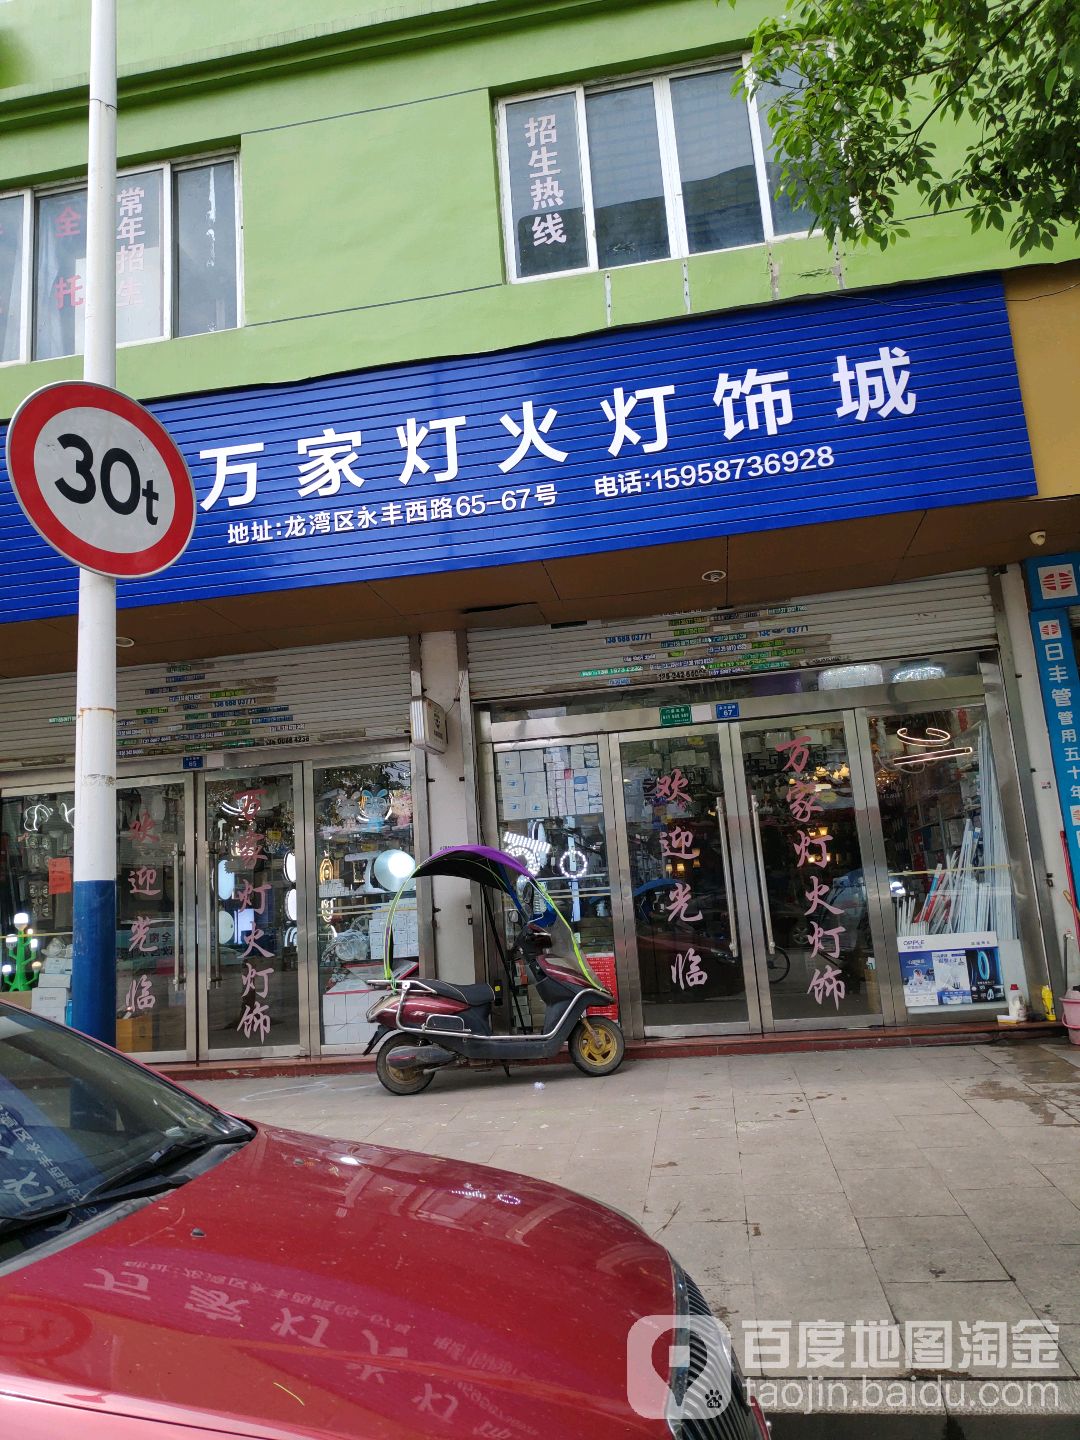 招生热线
常年招生
全托
30t
万家灯火灯饰城
地址:龙湾区永丰西路65-67号 电话:15958736928
日丰管 管用五十年
67
65
欢迎光临
万家灯火灯饰
欢迎光临
万家灯火灯饰
OPPLE
百度地图淘金
taojin.baidu.com